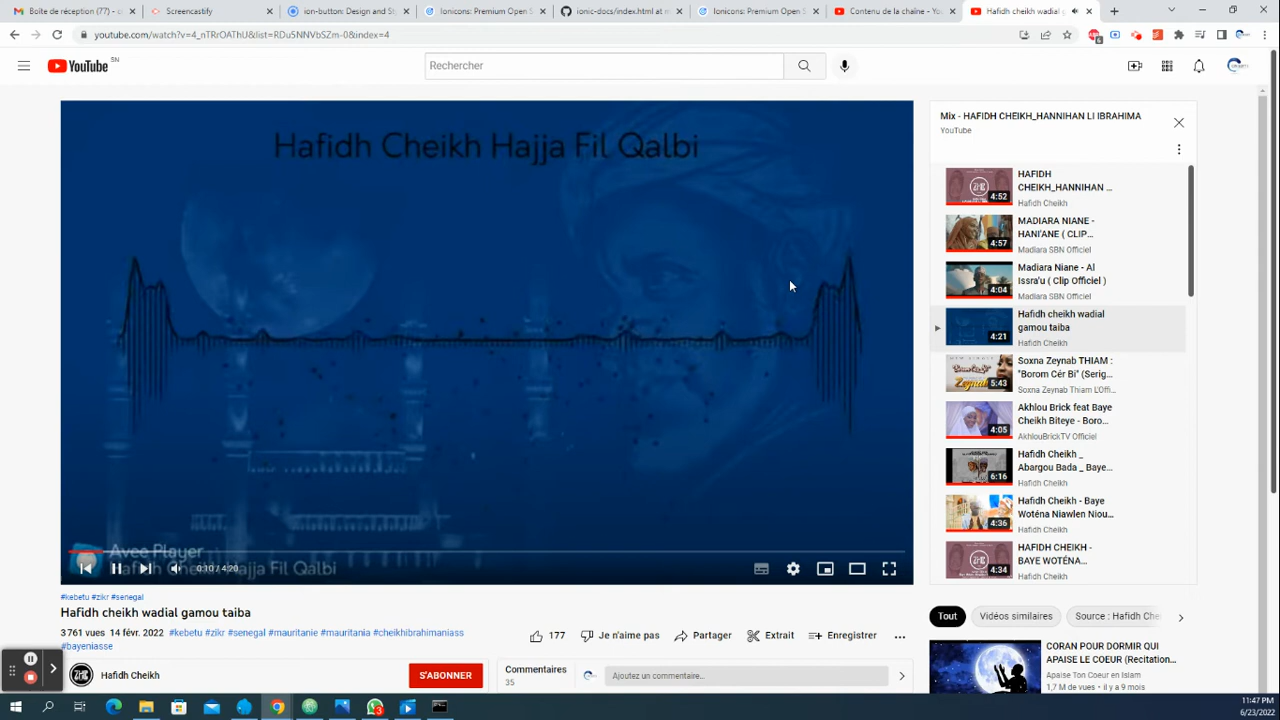 Boîte de réception (77) - c
Screencastify
ion-button: Design and Sty
Ionicons: Premium Open S
ionic-docs/index.html at m
Ionicons: Premium Open S
Contenu de la chaîne - You
Hafidh cheikh wadial g
youtube.com/watch?v=4_nTRrOAThU&list=RDu5NNVbSZm-0&index=4
YouTube SN
Rechercher
Hafidh Cheikh Hajja Fil Qalbi
Avee Player
Hafidh Cheikh Hajja Fil Qalbi
0:10 / 4:20
#kebetu #zikr #senegal
Hafidh cheikh wadial gamou taiba
3 761 vues 14 févr. 2022 #kebetu #zikr #senegal #mauritanie #mauritania #cheikhibrahimaniass
#bayeniasse
177
Je n'aime pas
Partager
Extrait
Enregistrer
Hafidh Cheikh
S'ABONNER
Commentaires
35
Ajoutez un commentaire...
Mix - HAFIDH CHEIKH_HANNIHAN LI IBRAHIMA
YouTube
HAFIDH
CHEIKH_HANNIHAN ...
Hafidh Cheikh
4:52
MADIARA NIANE -
HANI'ANE ( CLIP...
Madiara SBN Officiel
4:57
Madiara Niane - Al
Issra'u ( Clip Officiel )
Madiara SBN Officiel
4:04
Hafidh cheikh wadial
gamou taiba
Hafidh Cheikh
4:21
Soxna Zeynab THIAM :
"Borom Cér Bi" (Serig...
Soxna Zeynab Thiam L'Offi...
5:43
Akhlou Brick feat Baye
Cheikh Biteye - Boro...
AkhlouBrickTV Officiel
4:05
Hafidh Cheikh _
Abargou Bada _ Baye...
Hafidh Cheikh
6:16
Hafidh Cheikh - Baye
Woténa Niawlen Niou...
Hafidh Cheikh
4:36
HAFIDH CHEIKH -
BAYE WOTÉNA...
Hafidh Cheikh
4:34
Tout
Vidéos similaires
Source : Hafidh Che
CORAN POUR DORMIR QUI
APAISE LE COEUR (Recitation...
Apaise Ton Coeur en Islam
1,7 M de vues • il y a 9 mois
11:47 PM
6/23/2022